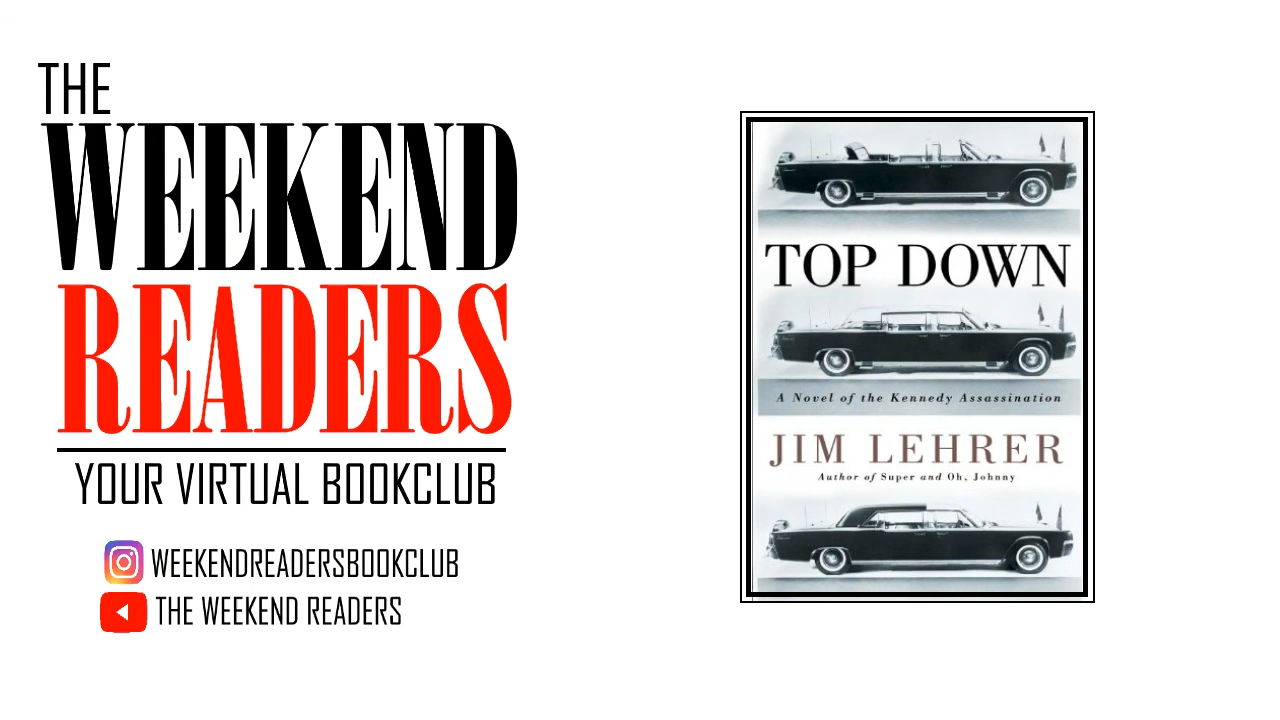 THE
WEEKEND
READERS
YOUR VIRTUAL BOOKCLUB
WEEKENDREADERSBOOKCLUB
THE WEEKEND READERS
TOP DOWN
A Novel of the Kennedy Assassination
JIM LEHRER
Author of Super and Oh, Johnny